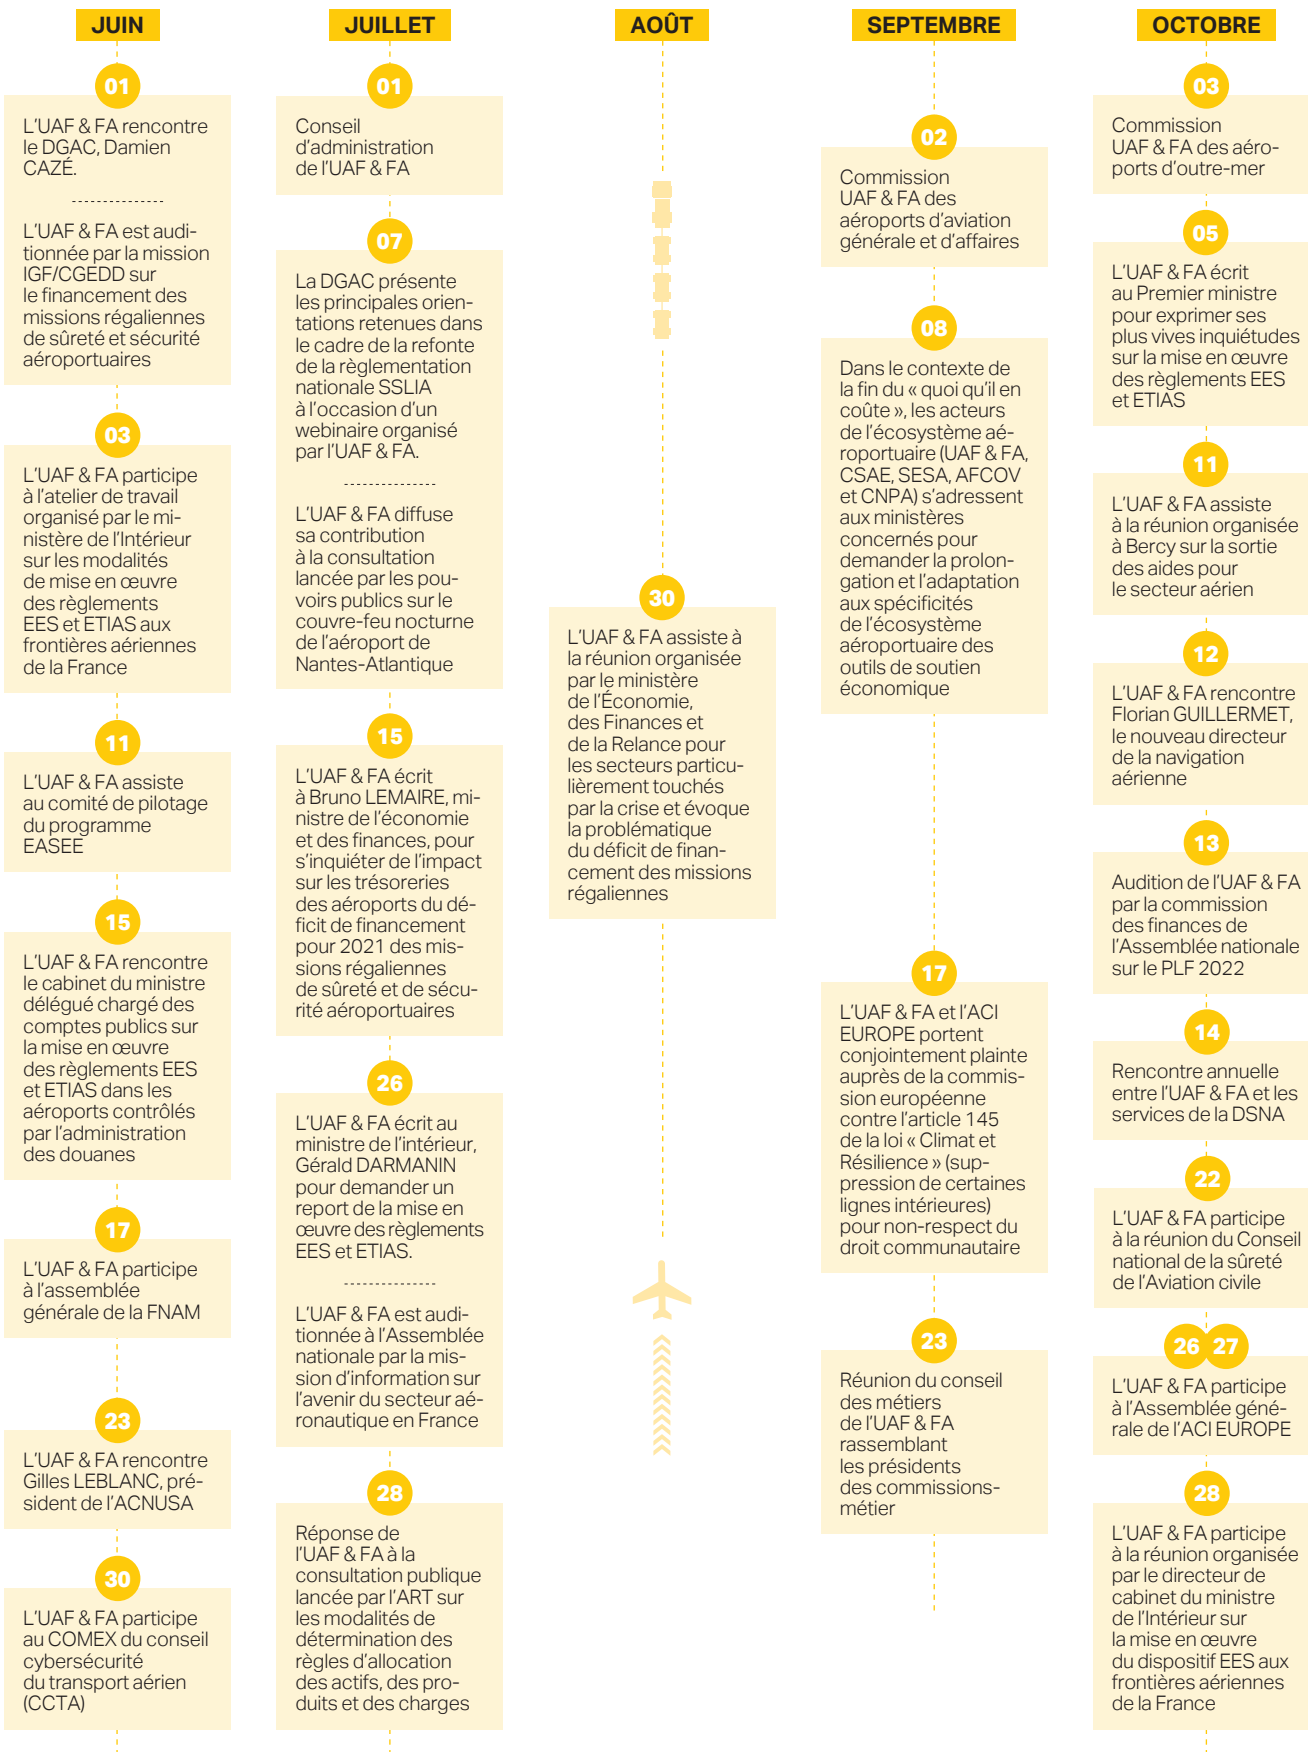 JUIN
01
L'UAF & FA rencontre
le DGAC, Damien
CAZÉ.
L'UAF & FA est audi-
tionnée par la mission
IGF/CGEDD sur
le financement des
missions régaliennes
de sûreté et sécurité
aéroportuaires
03
L'UAF & FA participe
à l'atelier de travail
organisé par le mi-
nistère de l'Intérieur
sur les modalités
de mise en œuvre
des règlements
EES et ETIAS aux
frontières aériennes
de la France
11
L'UAF & FA assiste
au comité de pilotage
du programme
EASEE
15
L'UAF & FA rencontre
le cabinet du ministre
délégué chargé des
comptes publics sur
la mise en œuvre
des règlements EES
et ETIAS dans les
aéroports contrôlés
par l'administration
des douanes
17
L'UAF & FA participe
à l'assemblée
générale de la FNAM
23
L'UAF & FA rencontre
Gilles LEBLANC, pré-
sident de l'ACNUSA
30
L'UAF & FA participe
au COMEX du conseil
cybersécurité
du transport aérien
(CCTA)
JUILLET
01
Conseil
d'administration
de l'UAF & FA
07
La DGAC présente
les principales orien-
tations retenues dans
le cadre de la refonte
de la règlementation
nationale SSLIA
à l'occasion d'un
webinaire organisé
par l'UAF & FA.
L'UAF & FA diffuse
sa contribution
à la consultation
lancée par les pou-
voirs publics sur le
couvre-feu nocturne
de l'aéroport de
Nantes-Atlantique
15
L'UAF & FA écrit
à Bruno LEMAIRE, mi-
nistre de l'économie
et des finances, pour
s'inquiéter de l'impact
sur les trésoreries
des aéroports du dé-
ficit de financement
pour 2021 des mis-
sions régaliennes
de sûreté et de sécu-
rité aéroportuaires
26
L'UAF & FA écrit au
ministre de l'intérieur,
Gérald DARMANIN
pour demander un
report de la mise en
œuvre des règlements
EES et ETIAS.
L'UAF & FA est audi-
tionnée à l'Assemblée
nationale par la mis-
sion d'information sur
l'avenir du secteur aé-
ronautique en France
28
Réponse de
l'UAF & FA à la
consultation publique
lancée par l'ART sur
les modalités de
détermination des
règles d'allocation
des actifs, des pro-
duits et des charges
AOÛT
30
L'UAF & FA assiste à
la réunion organisée
par le ministère
de l'Économie,
des Finances et
de la Relance pour
les secteurs particu-
lièrement touchés
par la crise et évoque
la problématique
du déficit de finan-
cement des missions
régaliennes
SEPTEMBRE
02
Commission
UAF & FA des
aéroports d'aviation
générale et d'affaires
08
Dans le contexte de
la fin du « quoi qu'il en
coûte », les acteurs
de l'écosystème aé-
roportuaire (UAF & FA,
CSAE, SESA, AFCOV
et CNPA) s'adressent
aux ministères
concernés pour
demander la prolon-
gation et l'adaptation
aux spécificités
de l'écosystème
aéroportuaire des
outils de soutien
économique
17
L'UAF & FA et l'ACI
EUROPE portent
conjointement plainte
auprès de la commis-
sion européenne
contre l'article 145
de la loi « Climat et
Résilience » (sup-
pression de certaines
lignes intérieures)
pour non-respect du
droit communautaire
23
Réunion du conseil
des métiers
de l'UAF & FA
rassemblant
les présidents
des commissions-
métier
OCTOBRE
03
Commission
UAF & FA des aéro-
ports d'outre-mer
05
L'UAF & FA écrit
au Premier ministre
pour exprimer ses
plus vives inquiétudes
sur la mise en œuvre
des règlements EES
et ETIAS
11
L'UAF & FA assiste
à la réunion organisée
à Bercy sur la sortie
des aides pour
le secteur aérien
12
L'UAF & FA rencontre
Florian GUILLERMET,
le nouveau directeur
de la navigation
aérienne
13
Audition de l'UAF & FA
par la commission
des finances de
l'Assemblée nationale
sur le PLF 2022
14
Rencontre annuelle
entre l'UAF & FA et les
services de la DSNA
22
L'UAF & FA participe
à la réunion du Conseil
national de la sûreté
de l'Aviation civile
26 27
L'UAF & FA participe
à l'Assemblée géné-
rale de l'ACI EUROPE
28
L'UAF & FA participe
à la réunion organisée
par le directeur de
cabinet du ministre
de l'Intérieur sur
la mise en œuvre
du dispositif EES aux
frontières aériennes
de la France